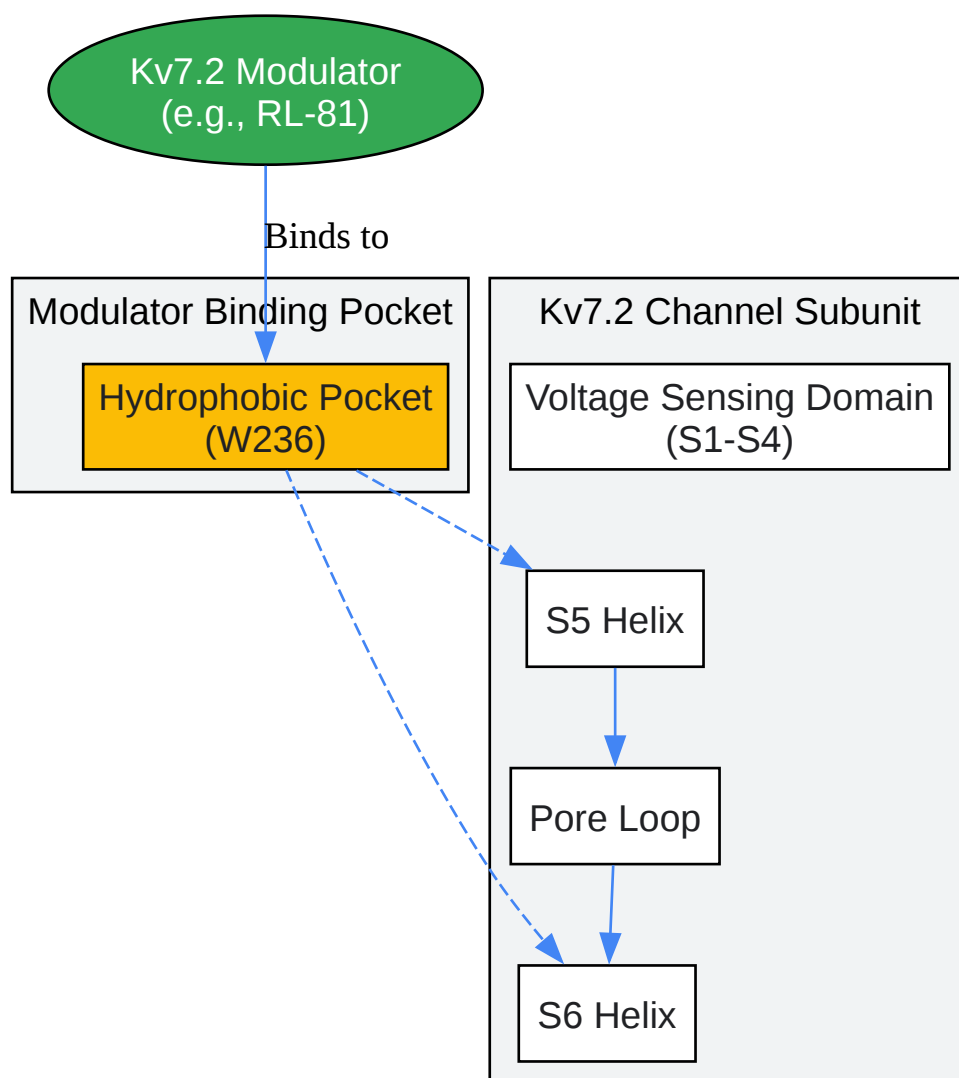 Kv7.2 Modulator
(e.g., RL-81)
Binds to
Modulator Binding Pocket
Hydrophobic Pocket
(W236)
Kv7.2 Channel Subunit
Voltage Sensing Domain
(S1-S4)
S5 Helix
Pore Loop
S6 Helix